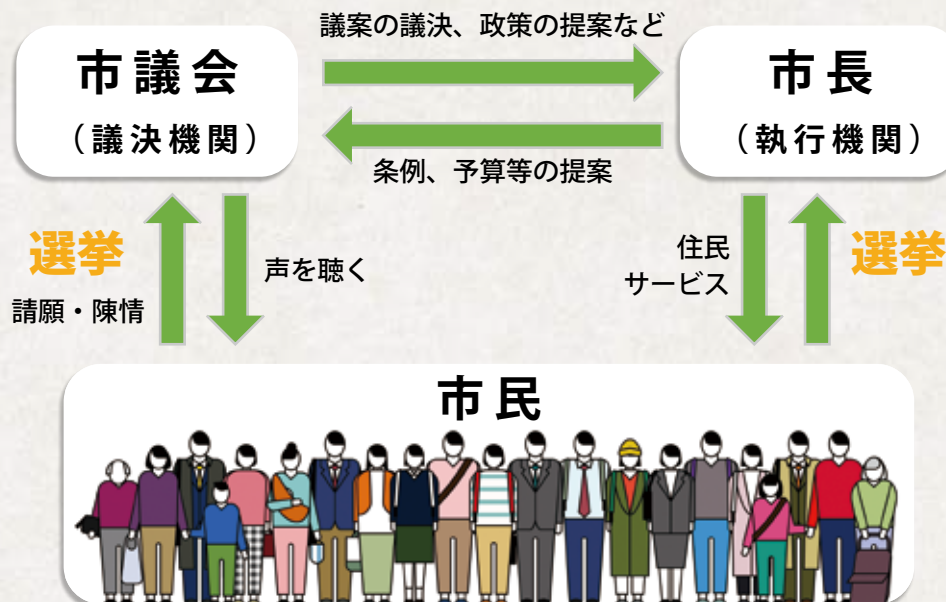 議案の議決、政策の提案など
市議会
（議決機関）
市長
（執行機関）
条例、予算等の提案
選挙
請願・陳情
声を聴く
住民
サービス
選挙
市民